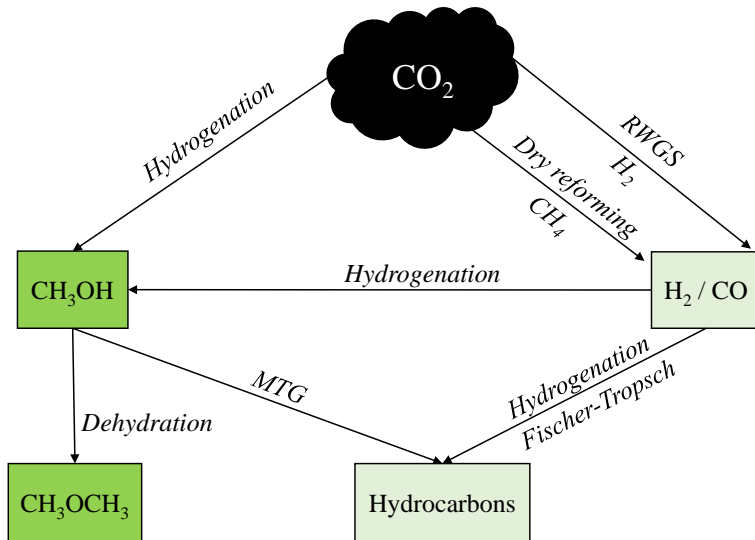 CO₂
Hydrogenation
RWGS
H₂
Dry reforming
CH₄
CH₃OH
Hydrogenation
H₂ / CO
MTG
Hydrogenation
Fischer-Tropsch
Dehydration
CH₃OCH₃
Hydrocarbons